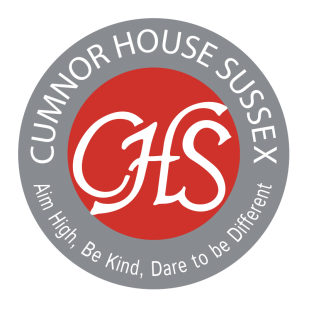 CUMNOR HOUSE SUSSEX
CHS
Aim High, Be Kind, Dare to be Different